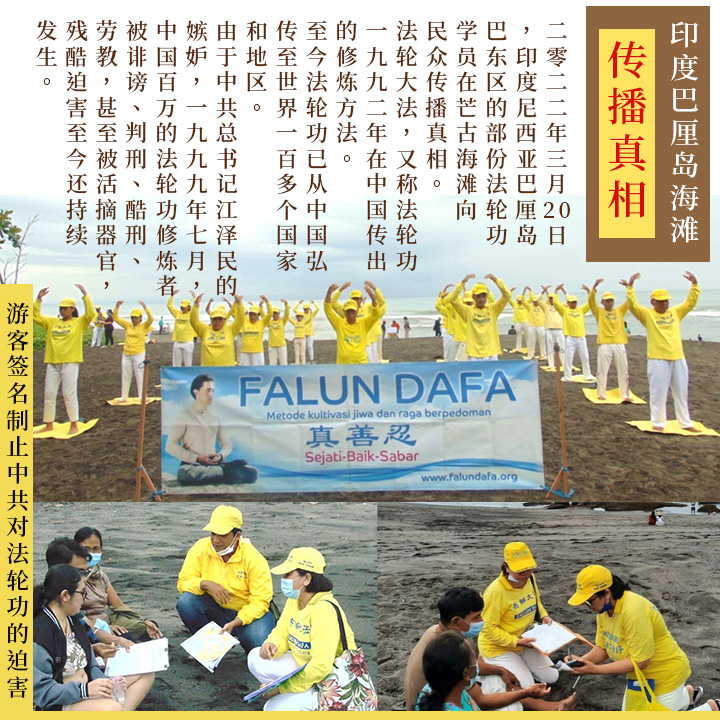 印度巴厘岛海滩
传播真相
二零二二年三月20日
，印度尼西亚巴厘岛
巴东区的部份法轮功
学员在芒古海滩向
民众传播真相。
法轮大法，又称法轮功
一九九二年在中国传出
的修炼方法。
至今法轮功已从中国弘
传至世界一百多个国家
和地区。
由于中共总书记江泽民的
嫉妒，一九九九年七月，
中国百万的法轮功修炼者
被诽谤、判刑、酷刑、
劳教，甚至被活摘器官，
残酷迫害至今还持续
发生。
游客签名制止中共对法轮功的迫害
FALUN DAFA
Metode kultivasi jiwa dan raga berpedoman
真善忍
Sejati-Baik-Sabar
www.falundafa.org